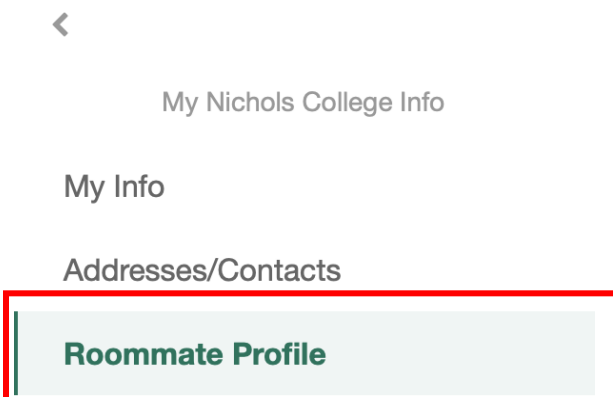 My Nichols College Info
My Info
Addresses/Contacts
Roommate Profile